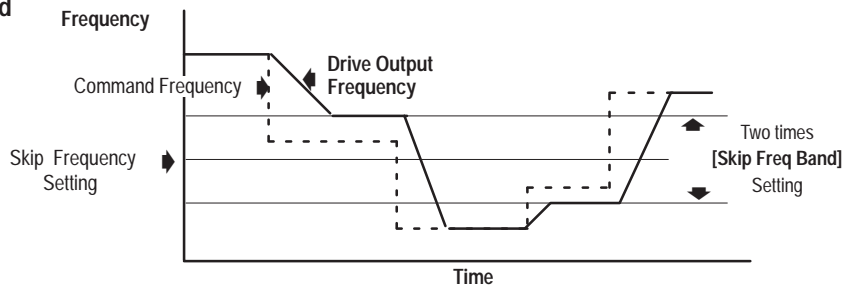 d
Frequency
Drive Output
Frequency
Command Frequency
Skip Frequency
Setting
Two times
[Skip Freq Band]
Setting
Time